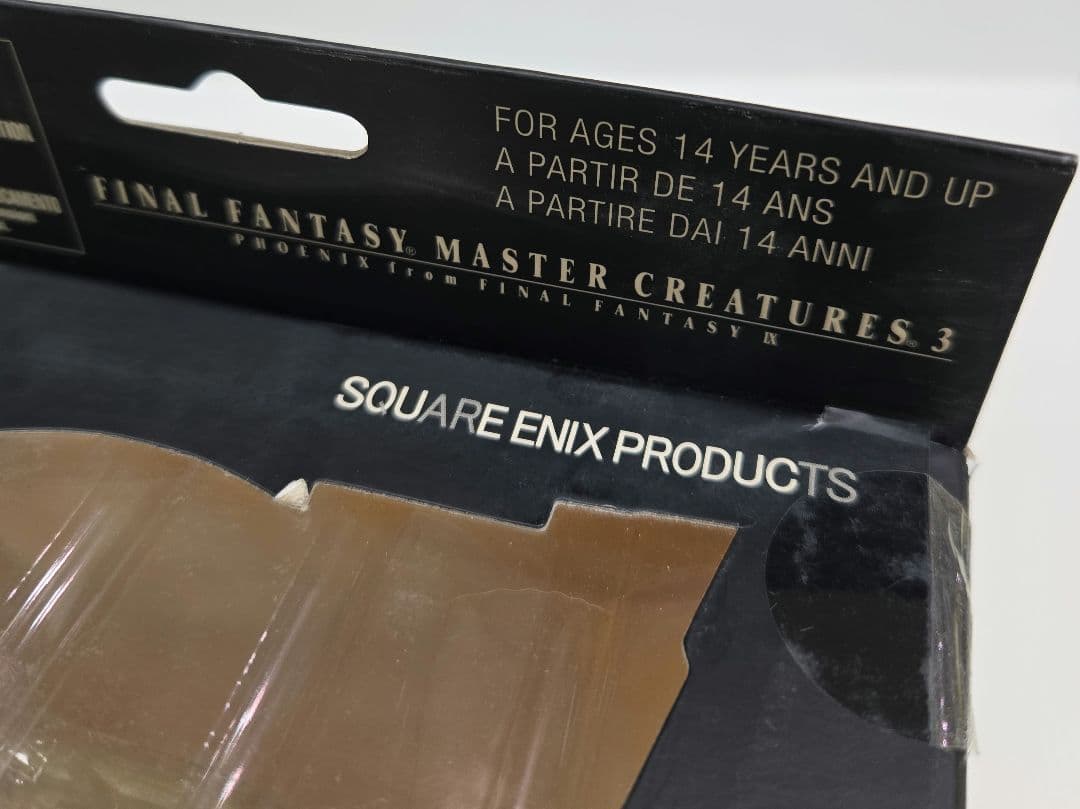 FOR AGES 14 YEARS AND UP
A PARTIR DE 14 ANS
A PARTIRE DAI 14 ANNI
FINAL FANTASY® MASTER CREATURES® 3
PHOENIX from FINAL FANTASY IX
SQUARE ENIX PRODUCTS